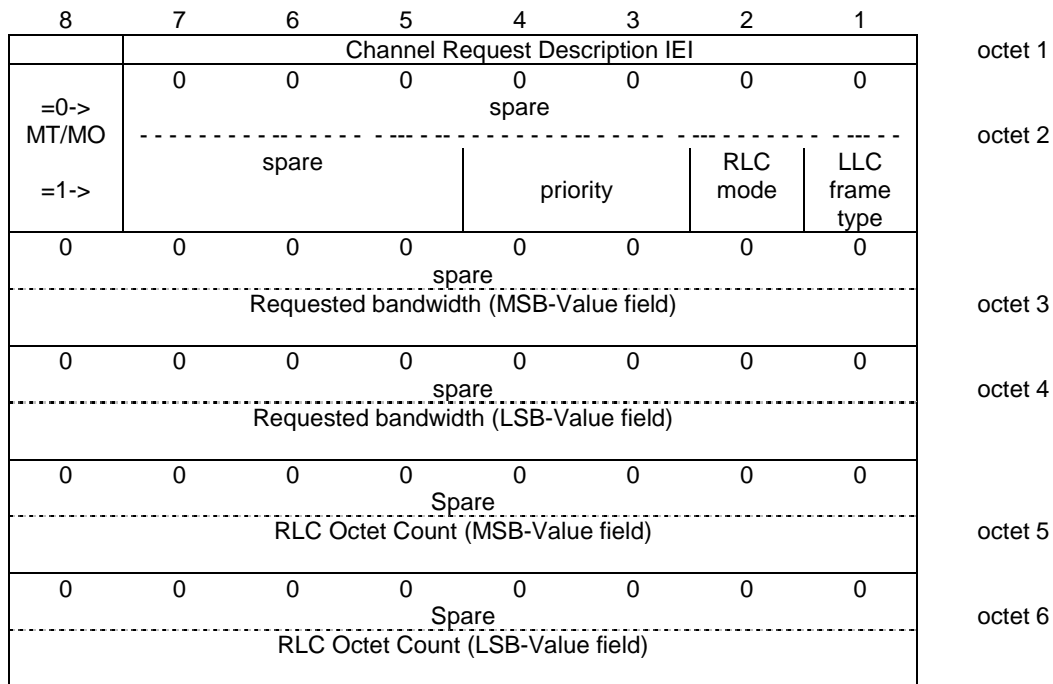 8 7 6 5 4 3 2 1
Channel Request Description IEI octet 1
0 0 0 0 0 0 0
=0-> spare
MT/MO octet 2
spare RLC LLC
=1-> priority mode frame
type
0 0 0 0 0 0 0 0
spare
Requested bandwidth (MSB-Value field) octet 3
0 0 0 0 0 0 0 0
spare octet 4
Requested bandwidth (LSB-Value field)
0 0 0 0 0 0 0 0
Spare
RLC Octet Count (MSB-Value field) octet 5
0 0 0 0 0 0 0 0
Spare octet 6
RLC Octet Count (LSB-Value field)